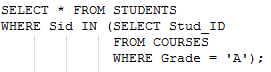 SELECT * FROM STUDENTS
WHERE Sid IN (SELECT Stud_ID
FROM COURSES
WHERE Grade = 'A');